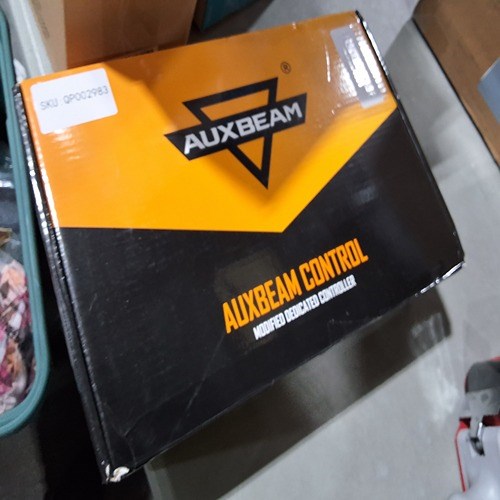 SKU QP002983
®
AUXBEAM
AUXBEAM CONTROL
MODIFIED DEDICATED CONTROLLER